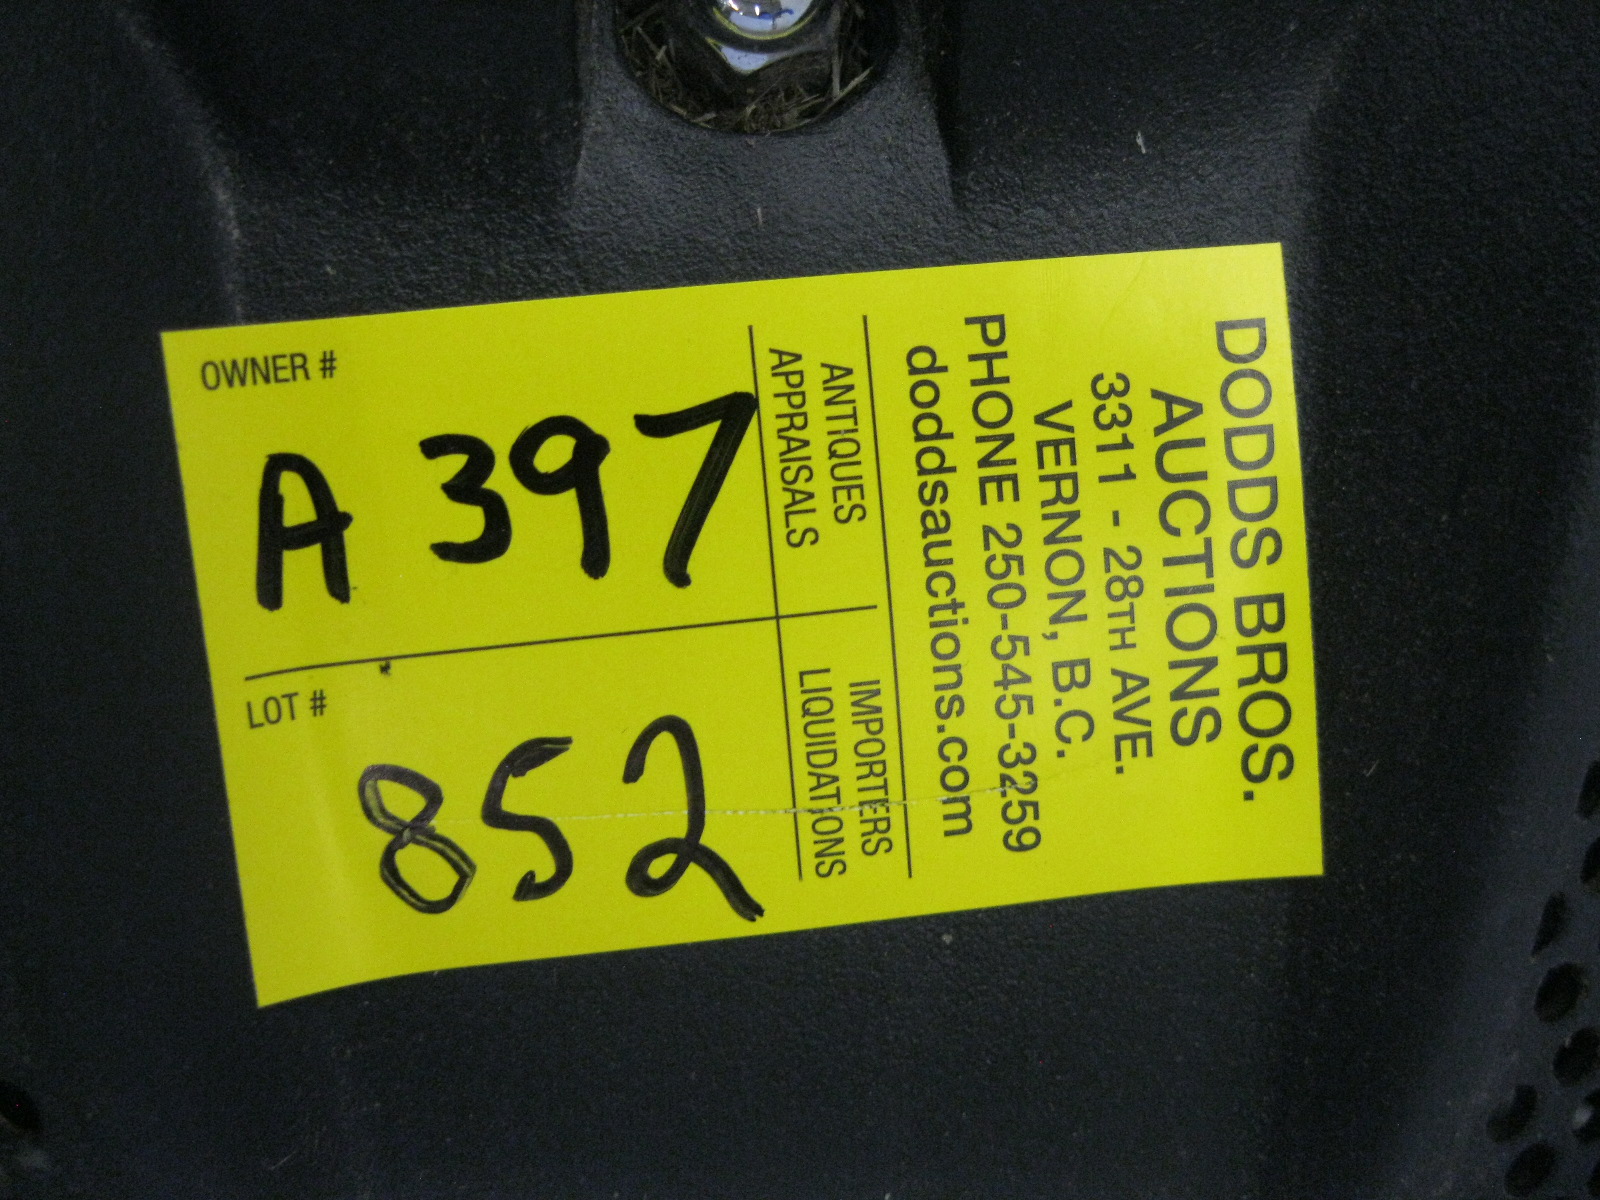 DODDS BROS.
AUCTIONS
3311 - 28TH AVE.
VERNON, B.C.
PHONE 250-545-3259
doddsauctions.com
ANTIQUES
APPRAISALS
IMPORTERS
LIQUIDATIONS
OWNER #
A 397
LOT #
852